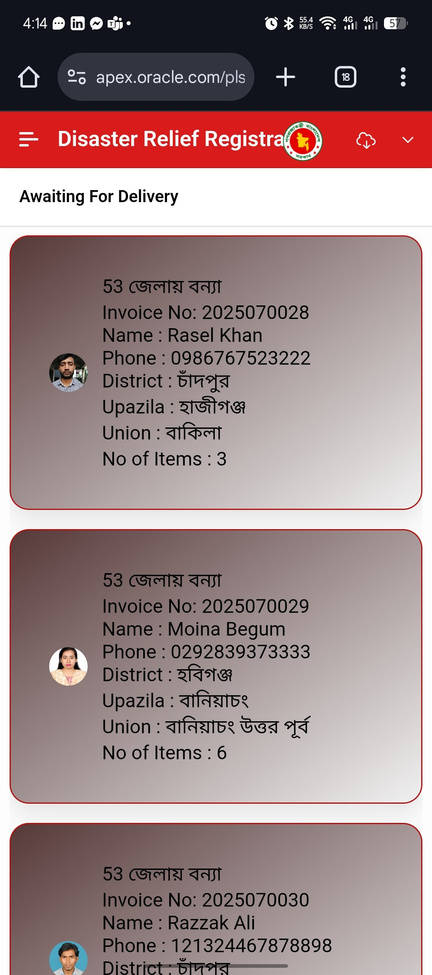 4:14
55.4
KB/S
4G
4G
57
apex.oracle.com/pls
18
Disaster Relief Registra
Awaiting For Delivery
53 জেলায় বন্যা
Invoice No: 2025070028
Name : Rasel Khan
Phone : 0986767523222
District : চাঁদপুর
Upazila : হাজীগঞ্জ
Union : বাকিলা
No of Items : 3
53 জেলায় বন্যা
Invoice No: 2025070029
Name : Moina Begum
Phone : 0292839373333
District : হবিগঞ্জ
Upazila : বানিয়াচং
Union : বানিয়াচং উত্তর পূর্ব
No of Items : 6
53 জেলায় বন্যা
Invoice No: 2025070030
Name : Razzak Ali
Phone : 121324467878898
District : চাঁদপুর